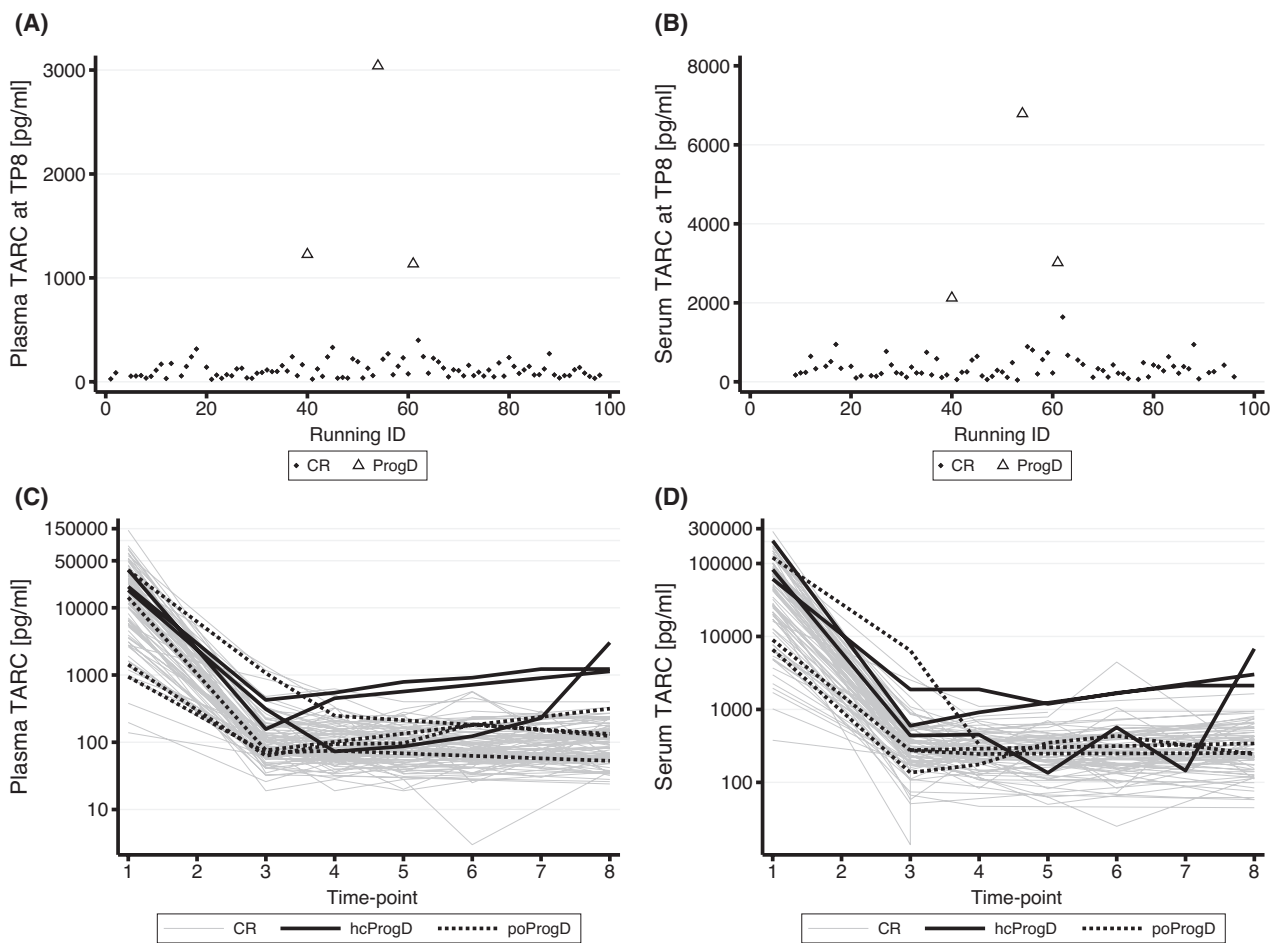 (A)
Plasma TARC at TP8 [pg/ml]
3000
2000
1000
0
0 20 40 60 80 100
Running ID
CR ProgD
(B)
Serum TARC at TP8 [pg/ml]
8000
6000
4000
2000
0
0 20 40 60 80 100
Running ID
CR ProgD
(C)
Plasma TARC [pg/ml]
150000
50000
10000
1000
100
10
1 2 3 4 5 6 7 8
Time-point
CR hcProgD poProgD
(D)
Serum TARC [pg/ml]
300000
100000
10000
1000
100
1 2 3 4 5 6 7 8
Time-point
CR hcProgD poProgD